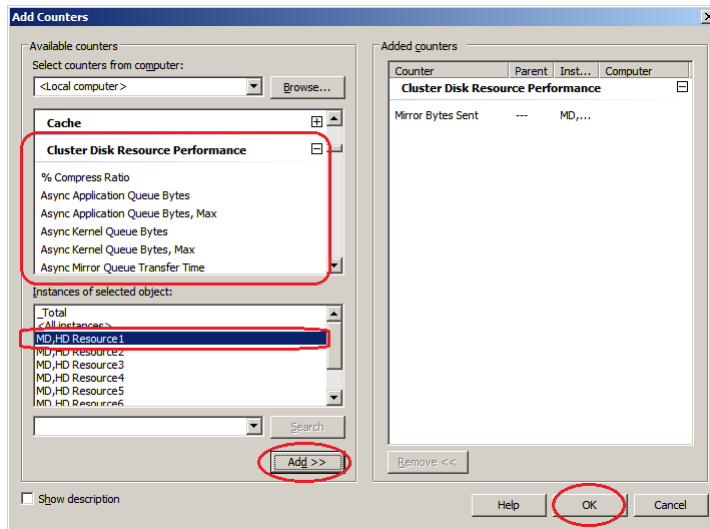 Add Counters
Available counters
Select counters from computer:
<Local computer>
Browse...
Cache
Cluster Disk Resource Performance
% Compress Ratio
Async Application Queue Bytes
Async Application Queue Bytes, Max
Async Kernel Queue Bytes
Async Kernel Queue Bytes, Max
Async Mirror Queue Transfer Time
Instances of selected object:
_Total
<All instances>
MD,HD Resource1
MD,HD Resource2
MD,HD Resource3
MD,HD Resource4
MD,HD Resource5
MD,HD Resource6
Search
Add >>
Show description
Added counters
Counter Parent Inst... Computer
Cluster Disk Resource Performance
Mirror Bytes Sent --- MD,...
Remove <<
Help OK Cancel